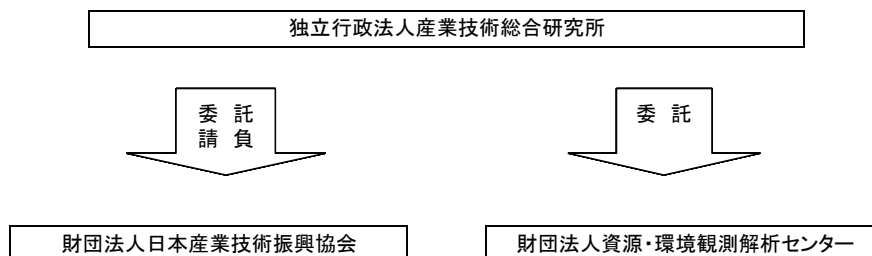 独立行政法人産業技術総合研究所
委 託
請 負
委 託
財団法人日本産業技術振興協会
財団法人資源・環境観測解析センター